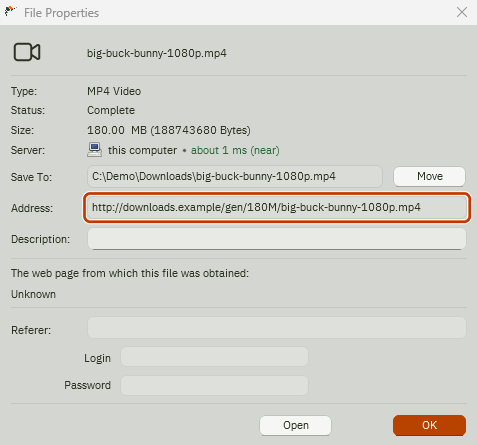 File Properties
big-buck-bunny-1080p.mp4
Type: MP4 Video
Status: Complete
Size: 180.00 MB (188743680 Bytes)
Server: this computer • about 1 ms (near)
Save To: C:\Demo\Downloads\big-buck-bunny-1080p.mp4 Move
Address: http://downloads.example/gen/180M/big-buck-bunny-1080p.mp4
Description:
The web page from which this file was obtained:
Unknown
Referer:
Login
Password
Open OK